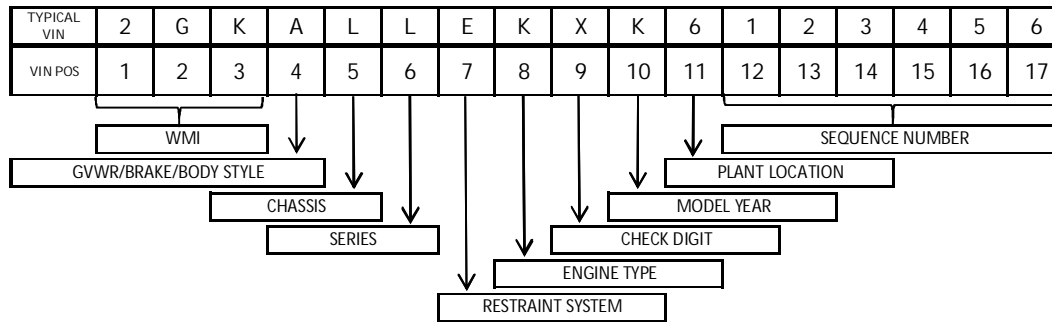 TYPICAL VIN 2 G K A L L E K X K 6 1 2 3 4 5 6
VIN POS 1 2 3 4 5 6 7 8 9 10 11 12 13 14 15 16 17
WMI SEQUENCE NUMBER
GVWR/BRAKE/BODY STYLE PLANT LOCATION
CHASSIS MODEL YEAR
SERIES CHECK DIGIT
ENGINE TYPE
RESTRAINT SYSTEM